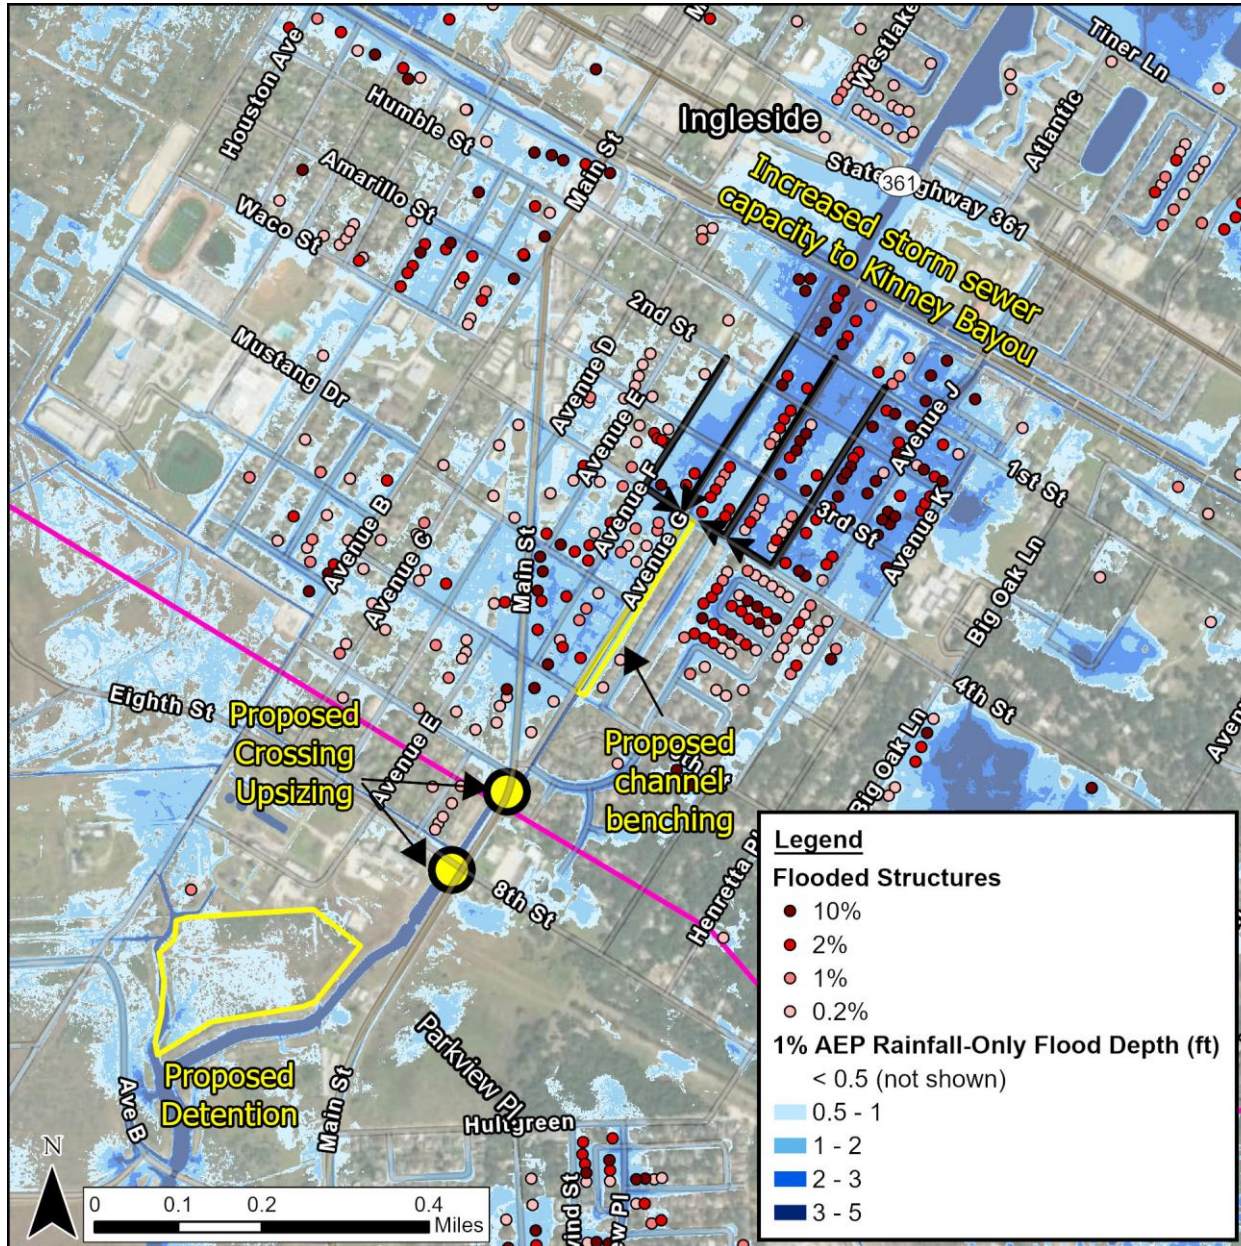 Houston Ave
Humble St
Amarillo St
Waco St
Main St
Westlake
Tiner Ln
Atlantic
Ingleside
State Highway 361
361
Increased storm sewer
capacity to Kinney Bayou
2nd St
Mustang Dr
Avenue D
Avenue E
Avenue F
Avenue G
Avenue J
1st St
3rd St
Avenue K
Avenue B
Avenue C
Main St
Big Oak Ln
4th St
Eighth St
Proposed
Crossing
Upsizing
Avenue E
Proposed
channel
benching
Big Oak Ln
Henretta Pl
8th St
Parkview Pl
Proposed
Detention
Ave B
Main St
Hultgreen
wind St
ew Pl
N
0 0.1 0.2 0.4
Miles
Legend
Flooded Structures
10%
2%
1%
0.2%
1% AEP Rainfall-Only Flood Depth (ft)
< 0.5 (not shown)
0.5 - 1
1 - 2
2 - 3
3 - 5